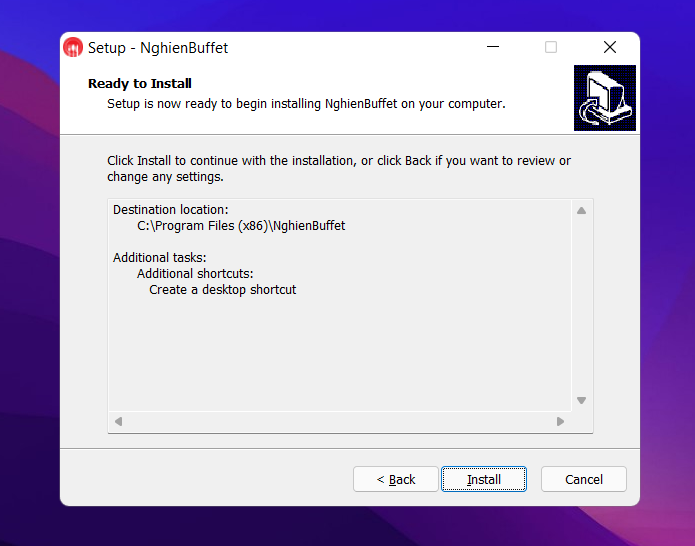 Setup - NghienBuffet
Ready to Install
Setup is now ready to begin installing NghienBuffet on your computer.
Click Install to continue with the installation, or click Back if you want to review or
change any settings.
Destination location:
C:\Program Files (x86)\NghienBuffet
Additional tasks:
Additional shortcuts:
Create a desktop shortcut
< Back
Install
Cancel